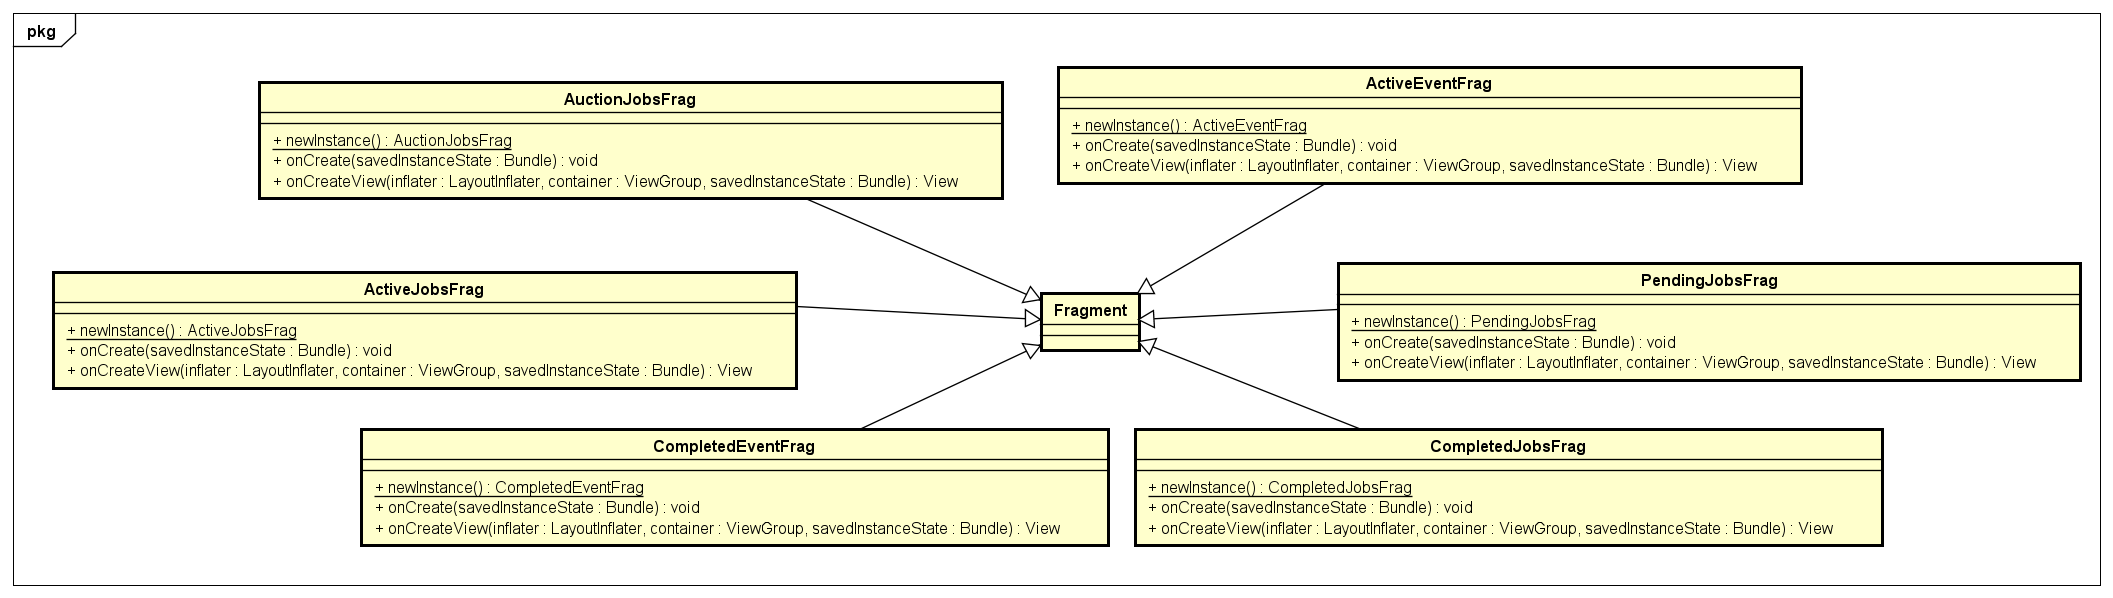 pkg
AuctionJobsFrag
+ newInstance() : AuctionJobsFrag
+ onCreate(savedInstanceState : Bundle) : void
+ onCreateView(inflater : LayoutInflater, container : ViewGroup, savedInstanceState : Bundle) : View
ActiveEventFrag
+ newInstance() : ActiveEventFrag
+ onCreate(savedInstanceState : Bundle) : void
+ onCreateView(inflater : LayoutInflater, container : ViewGroup, savedInstanceState : Bundle) : View
ActiveJobsFrag
+ newInstance() : ActiveJobsFrag
+ onCreate(savedInstanceState : Bundle) : void
+ onCreateView(inflater : LayoutInflater, container : ViewGroup, savedInstanceState : Bundle) : View
Fragment
PendingJobsFrag
+ newInstance() : PendingJobsFrag
+ onCreate(savedInstanceState : Bundle) : void
+ onCreateView(inflater : LayoutInflater, container : ViewGroup, savedInstanceState : Bundle) : View
CompletedEventFrag
+ newInstance() : CompletedEventFrag
+ onCreate(savedInstanceState : Bundle) : void
+ onCreateView(inflater : LayoutInflater, container : ViewGroup, savedInstanceState : Bundle) : View
CompletedJobsFrag
+ newInstance() : CompletedJobsFrag
+ onCreate(savedInstanceState : Bundle) : void
+ onCreateView(inflater : LayoutInflater, container : ViewGroup, savedInstanceState : Bundle) : View